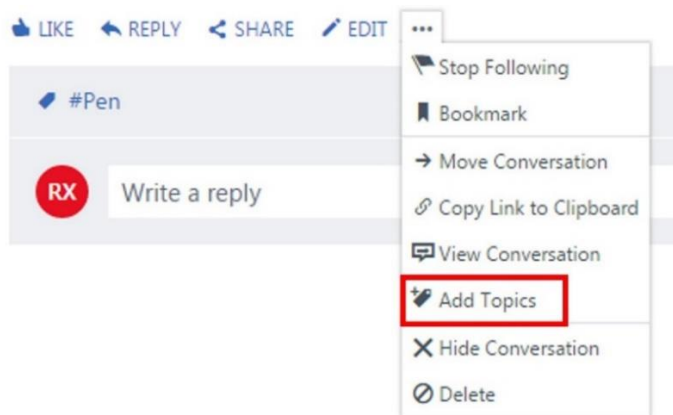 LIKE REPLY SHARE EDIT ...
Stop Following
#Pen
Bookmark
Move Conversation
RX Write a reply
Copy Link to Clipboard
View Conversation
Add Topics
Hide Conversation
Delete